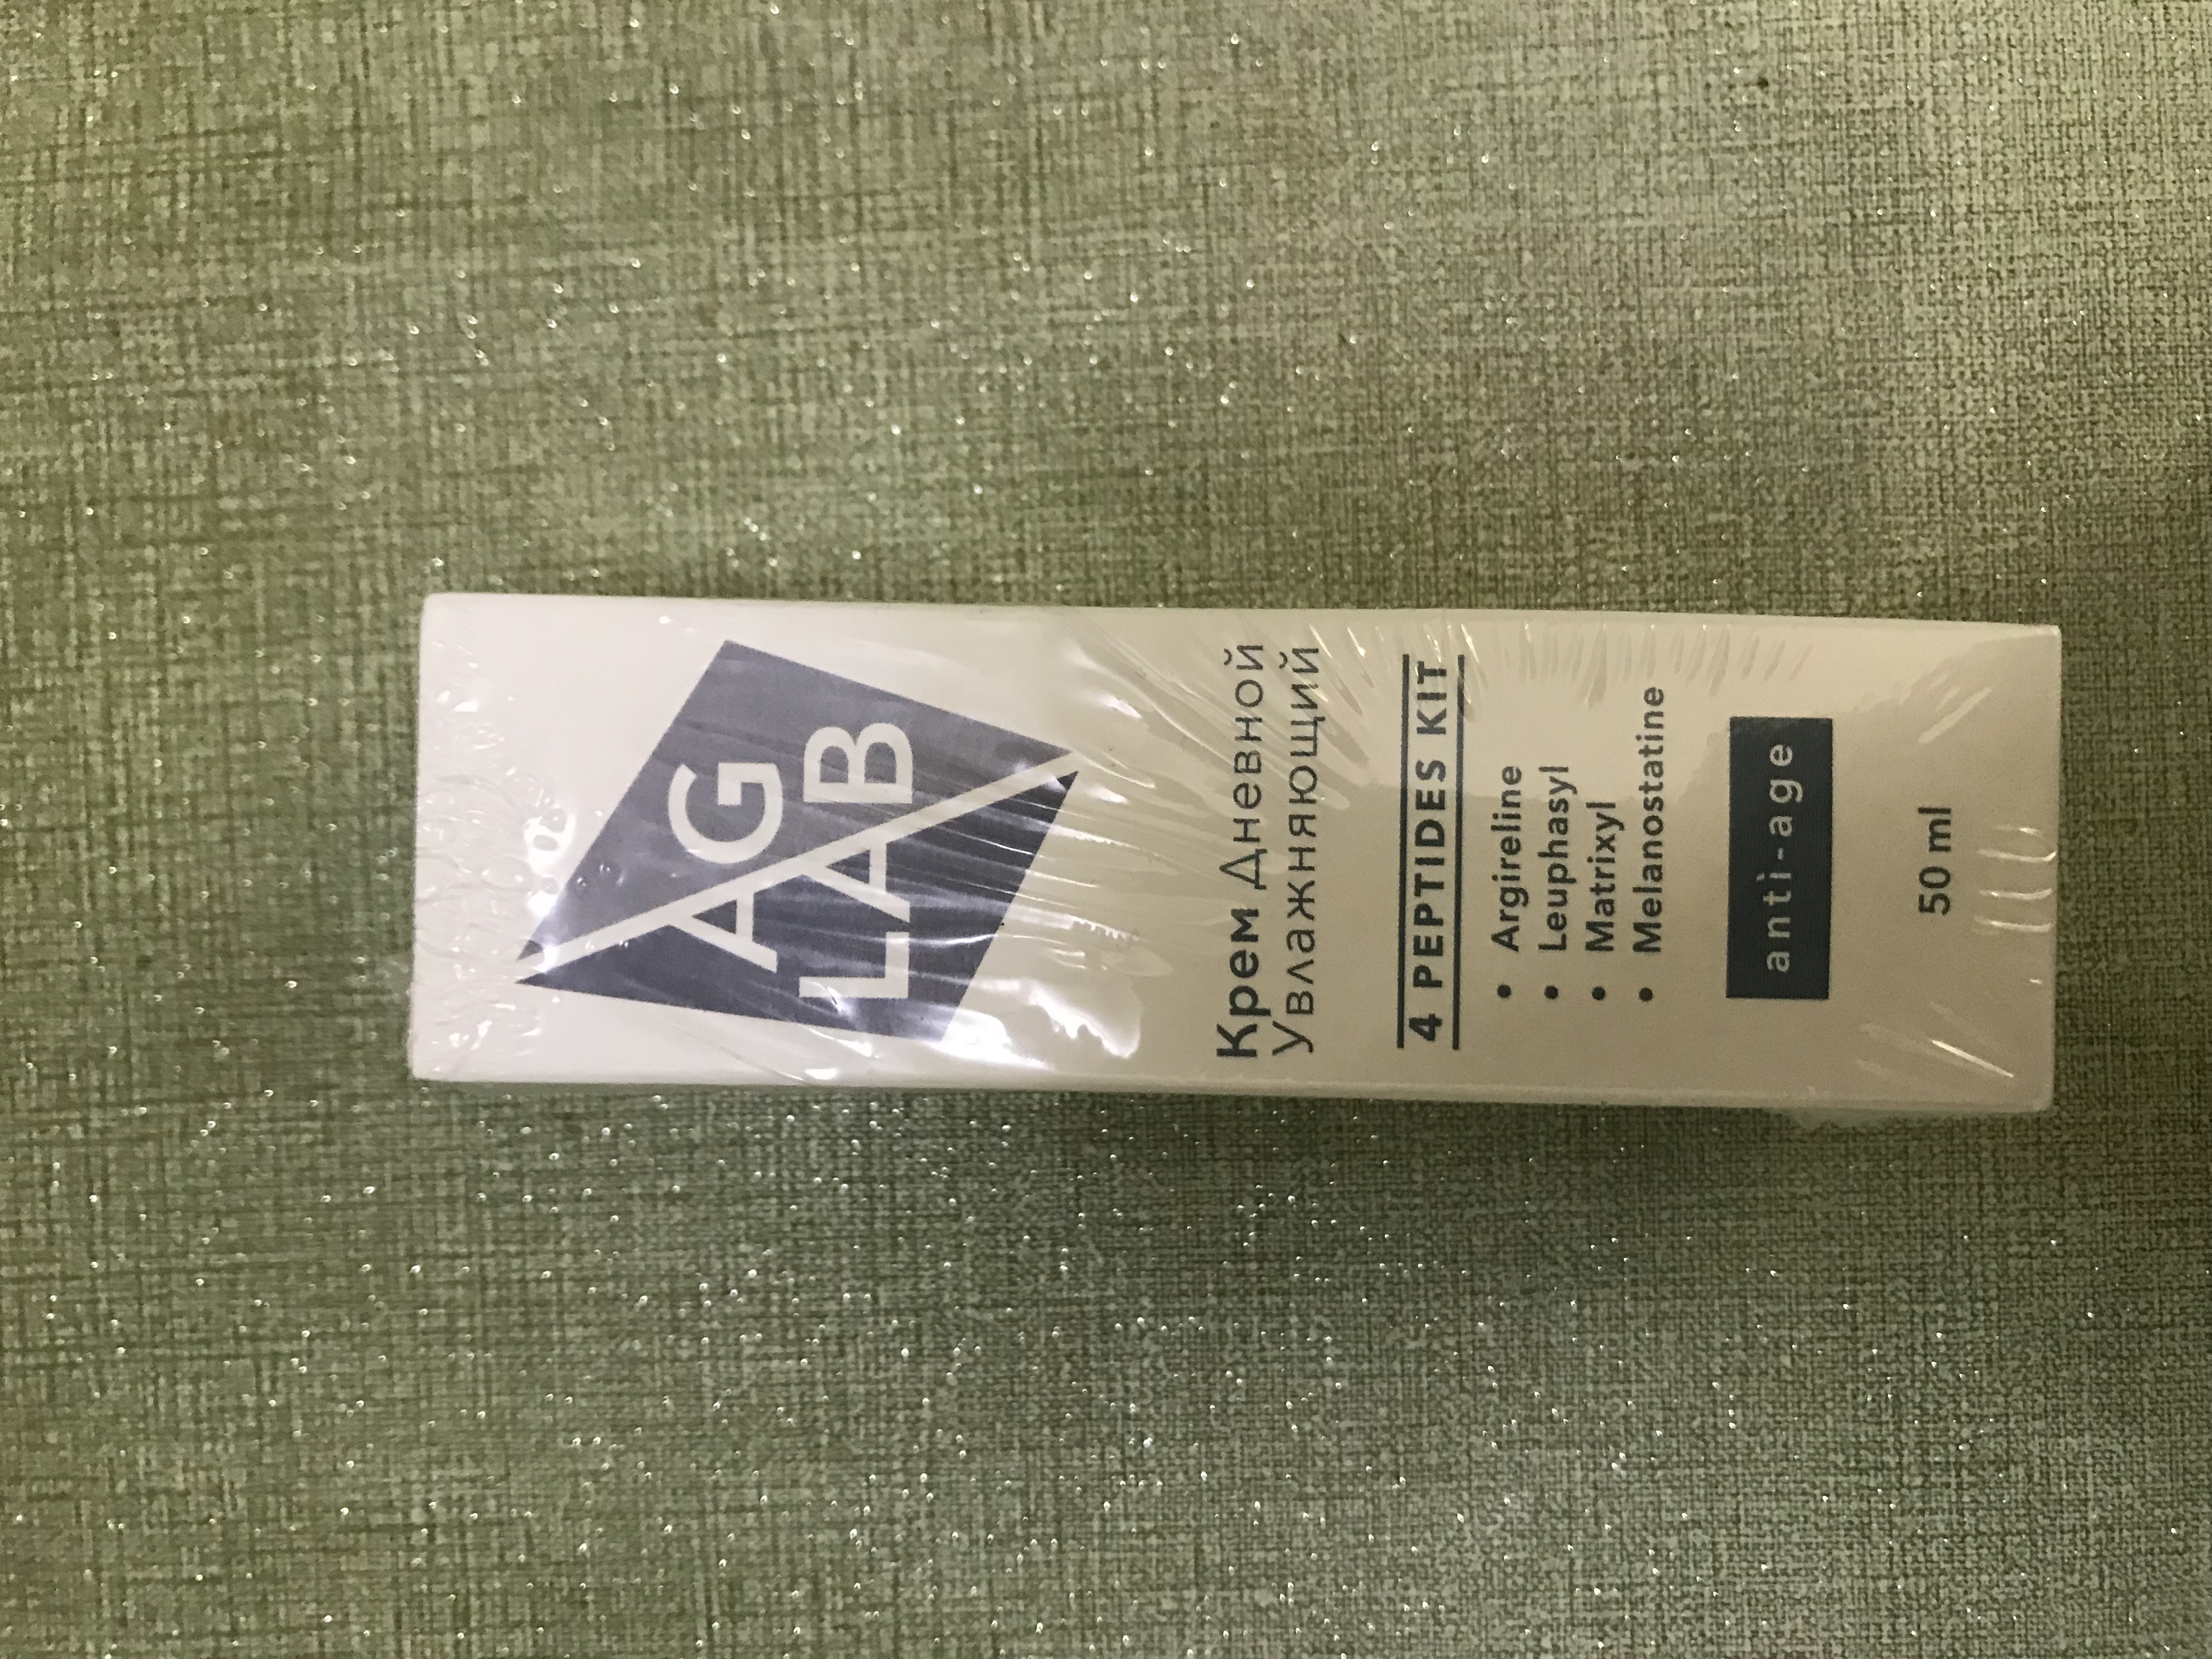 AG
LAB
Крем Дневной
Увлажняющий
4 PEPTIDES KIT
• Argireline
• Leuphasyl
• Matrixyl
• Melanostatine
anti-age
50 ml